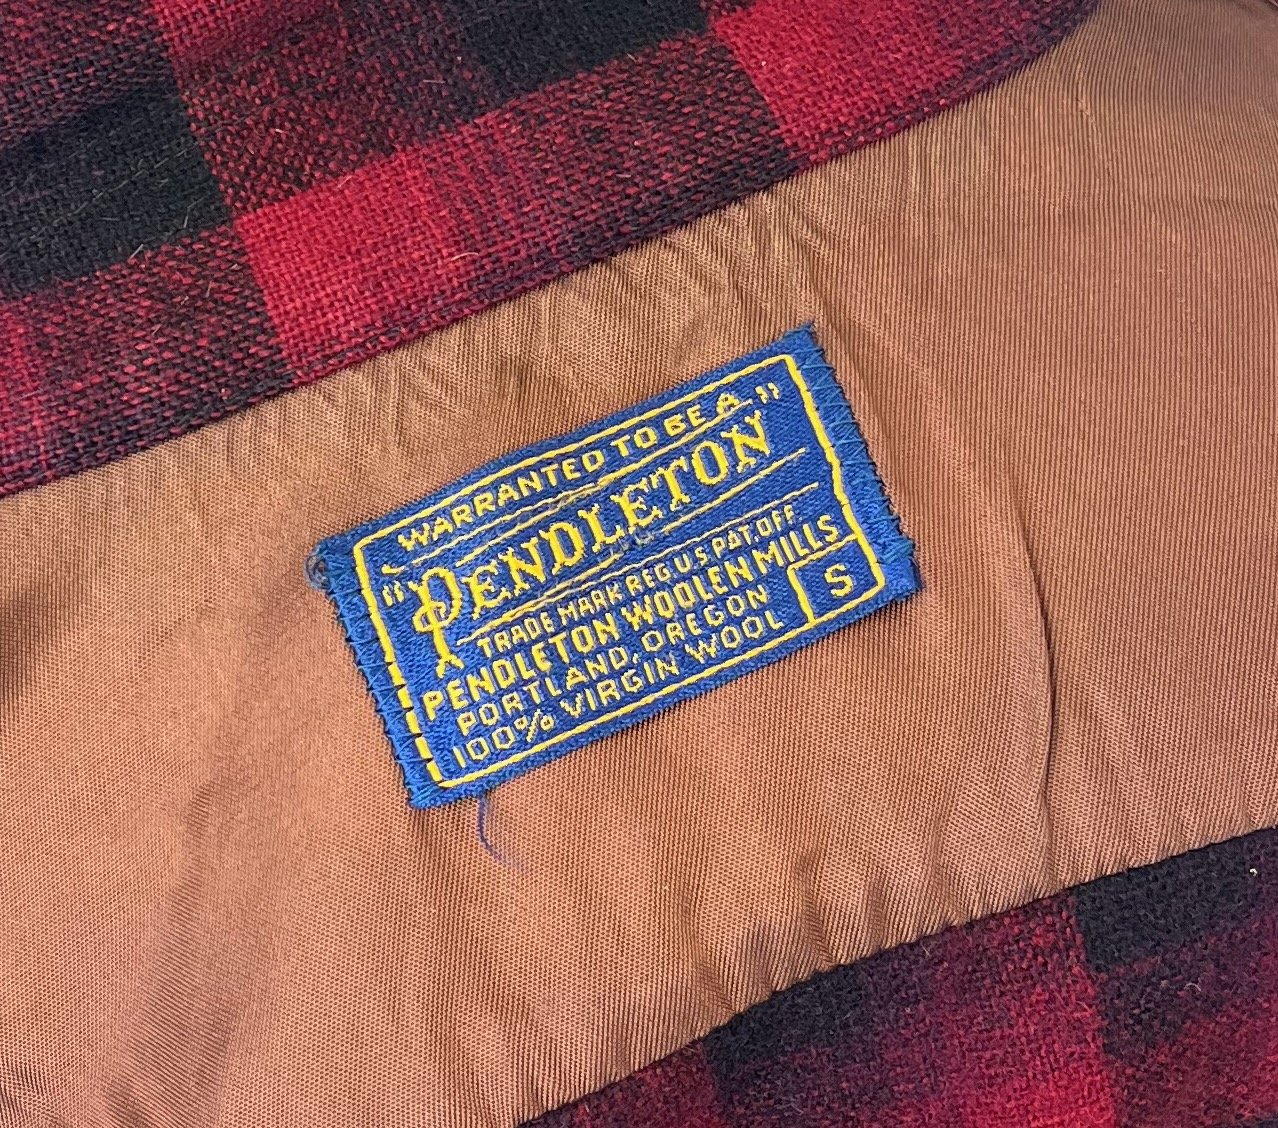 WARRANTED TO BE A
"PENDLETON"
TRADE MARK REG U.S. PAT. OFF.
PENDLETON WOOLEN MILLS
PORTLAND, OREGON
100% VIRGIN WOOL
S